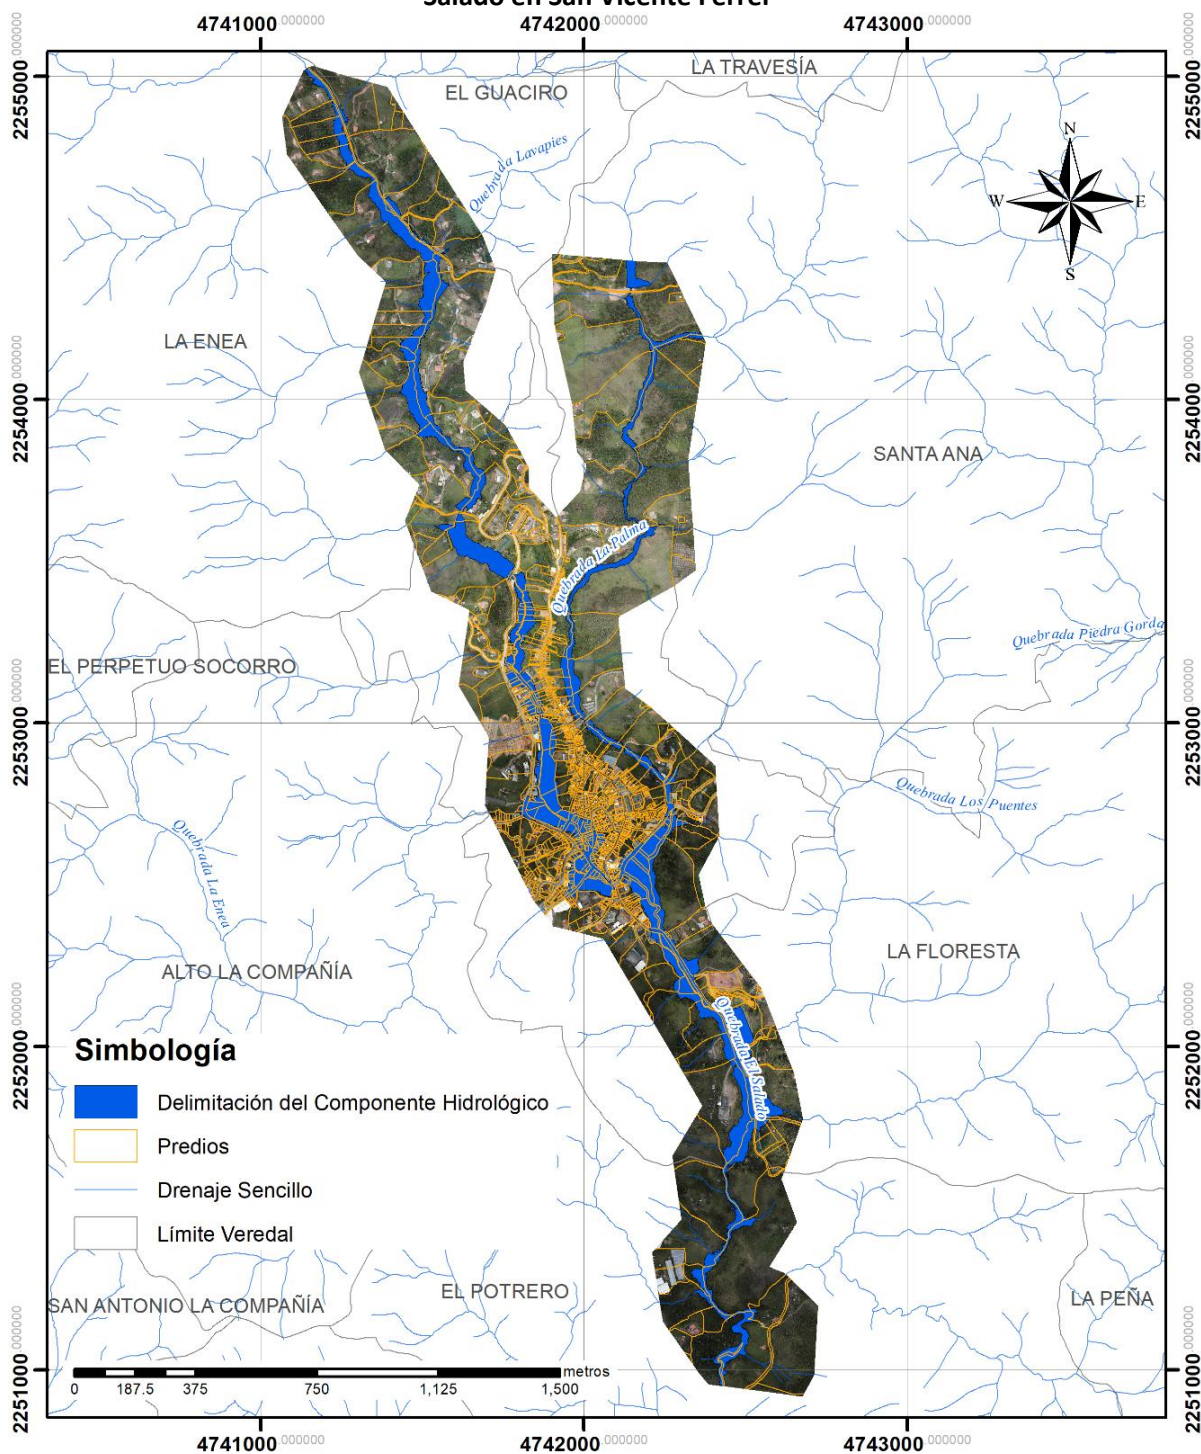 Salado en San Vicente Ferrer
4741000.000000
4742000.000000
4743000.000000
2255000.000000
2255000.000000
LA TRAVESÍA
EL GUACIRO
N
W
E
S
Quebrada Lavapies
LA ENEA
2254000.000000
2254000.000000
SANTA ANA
Quebrada La Palma
Quebrada Piedra Gorda
EL PERPETUO SOCORRO
2253000.000000
2253000.000000
Quebrada Los Puentes
Quebrada La Enea
LA FLORESTA
ALTO LA COMPAÑÍA
Quebrada El Salado
2252000.000000
2252000.000000
Simbología
Delimitación del Componente Hidrológico
Predios
Drenaje Sencillo
Límite Veredal
EL POTRERO
SAN ANTONIO LA COMPAÑÍA
LA PEÑA
2251000.000000
2251000.000000
metros
0 187.5 375 750 1,125 1,500
4741000.000000
4742000.000000
4743000.000000